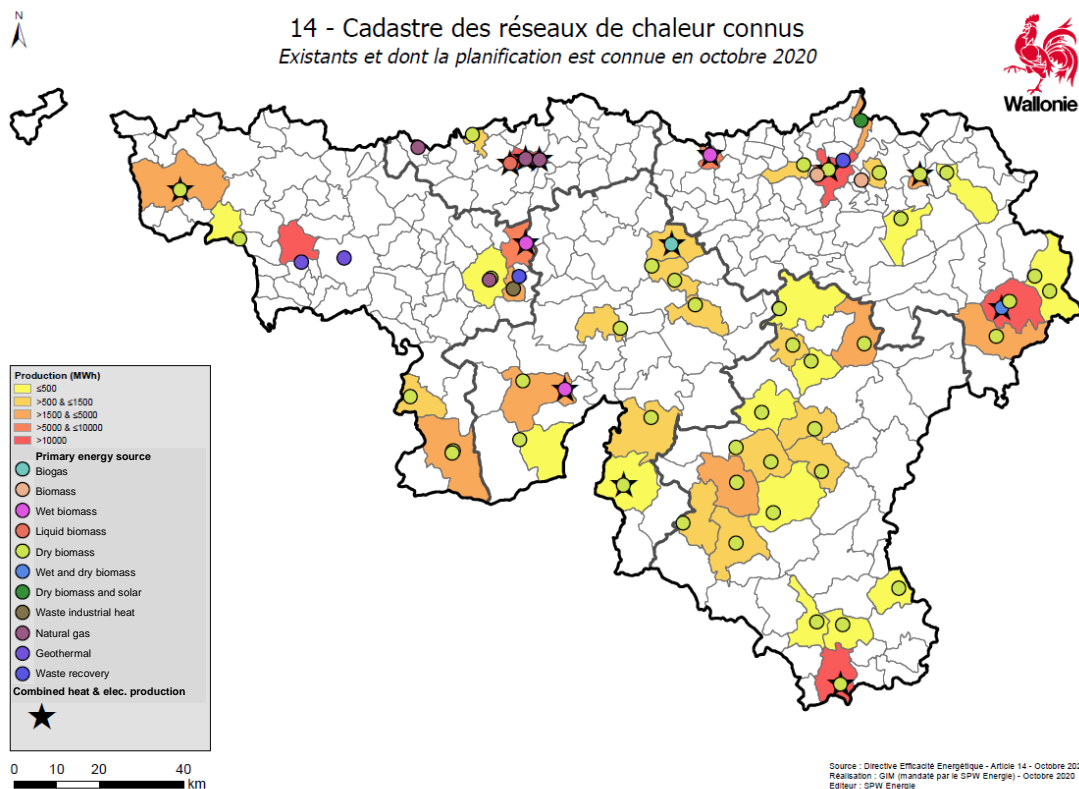 N
14 - Cadastre des réseaux de chaleur connus
Existants et dont la planification est connue en octobre 2020
Wallonie
Production (MWh)
≤500
>500 & ≤1500
>1500 & ≤5000
>5000 & ≤10000
>10000
Primary energy source
Biogas
Biomass
Wet biomass
Liquid biomass
Dry biomass
Wet and dry biomass
Dry biomass and solar
Waste industrial heat
Natural gas
Geothermal
Waste recovery
Combined heat & elec. production
0 10 20 40
km
Source : Directive Efficacité Energétique - Article 14 - Octobre 202
Réalisation : GIM (mandaté par le SPW Energie) - Octobre 2020
Editeur : SPW Energie